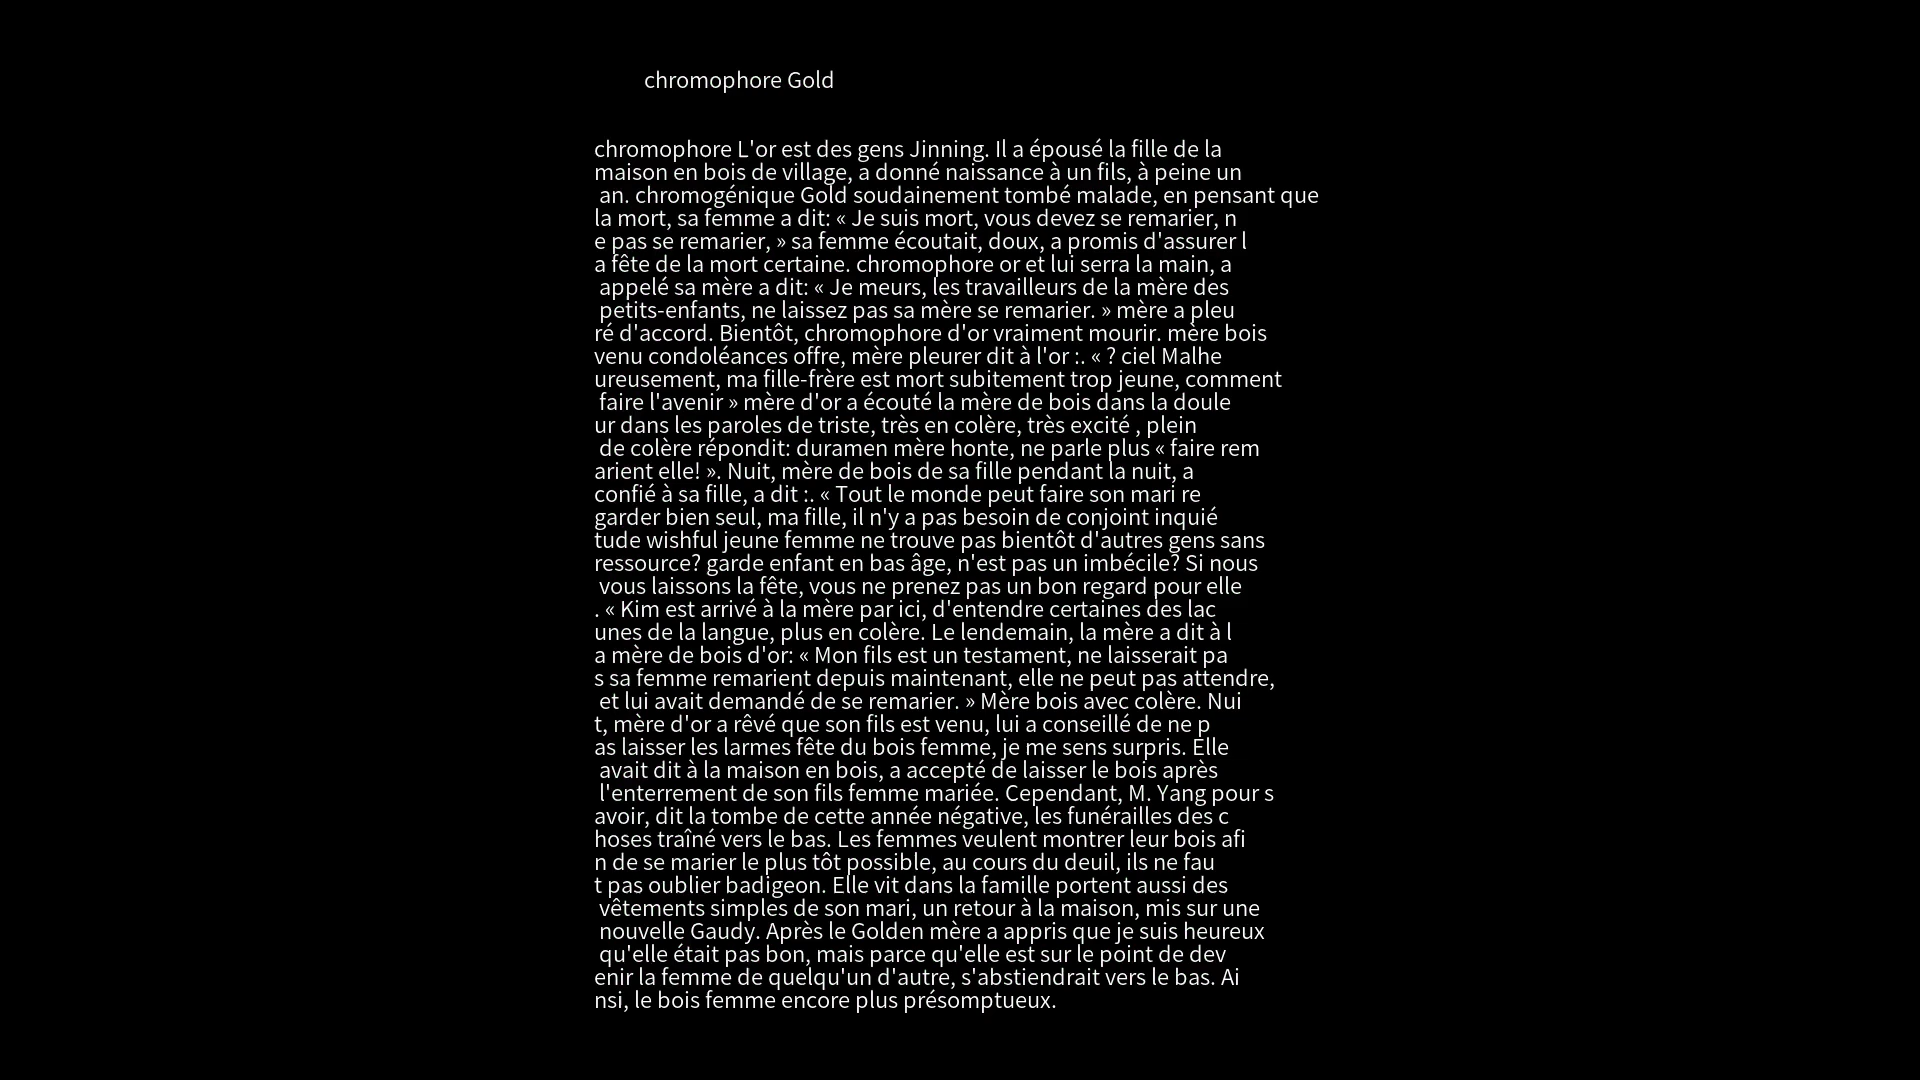 chromophore Gold
chromophore L'or est des gens Jinning. Il a épousé la fille de la
maison en bois de village, a donné naissance à un fils, à peine un
an. chromogénique Gold soudainement tombé malade, en pensant que
la mort, sa femme a dit: « Je suis mort, vous devez se remarier, n
e pas se remarier, » sa femme écoutait, doux, a promis d'assurer l
a fête de la mort certaine. chromophore or et lui serra la main, a
appelé sa mère a dit: « Je meurs, les travailleurs de la mère des
petits-enfants, ne laissez pas sa mère se remarier. » mère a pleu
ré d'accord. Bientôt, chromophore d'or vraiment mourir. mère bois
venu condoléances offre, mère pleurer dit à l'or :. « ? ciel Malhe
ureusement, ma fille-frère est mort subitement trop jeune, comment
faire l'avenir » mère d'or a écouté la mère de bois dans la doule
ur dans les paroles de triste, très en colère, très excité , plein
de colère répondit: duramen mère honte, ne parle plus « faire rem
arient elle! ». Nuit, mère de bois de sa fille pendant la nuit, a
confié à sa fille, a dit :. « Tout le monde peut faire son mari re
garder bien seul, ma fille, il n'y a pas besoin de conjoint inquié
tude wishful jeune femme ne trouve pas bientôt d'autres gens sans
ressource? garde enfant en bas âge, n'est pas un imbécile? Si nous
vous laissons la fête, vous ne prenez pas un bon regard pour elle
. « Kim est arrivé à la mère par ici, d'entendre certaines des lac
unes de la langue, plus en colère. Le lendemain, la mère a dit à l
a mère de bois d'or: « Mon fils est un testament, ne laisserait pa
s sa femme remarient depuis maintenant, elle ne peut pas attendre,
et lui avait demandé de se remarier. » Mère bois avec colère. Nui
t, mère d'or a rêvé que son fils est venu, lui a conseillé de ne p
as laisser les larmes fête du bois femme, je me sens surpris. Elle
avait dit à la maison en bois, a accepté de laisser le bois après
l'enterrement de son fils femme mariée. Cependant, M. Yang pour s
avoir, dit la tombe de cette année négative, les funérailles des c
hoses traîné vers le bas. Les femmes veulent montrer leur bois afi
n de se marier le plus tôt possible, au cours du deuil, ils ne fau
t pas oublier badigeon. Elle vit dans la famille portent aussi des
vêtements simples de son mari, un retour à la maison, mis sur une
nouvelle Gaudy. Après le Golden mère a appris que je suis heureux
qu'elle était pas bon, mais parce qu'elle est sur le point de dev
enir la femme de quelqu'un d'autre, s'abstiendrait vers le bas. Ai
nsi, le bois femme encore plus présomptueux.